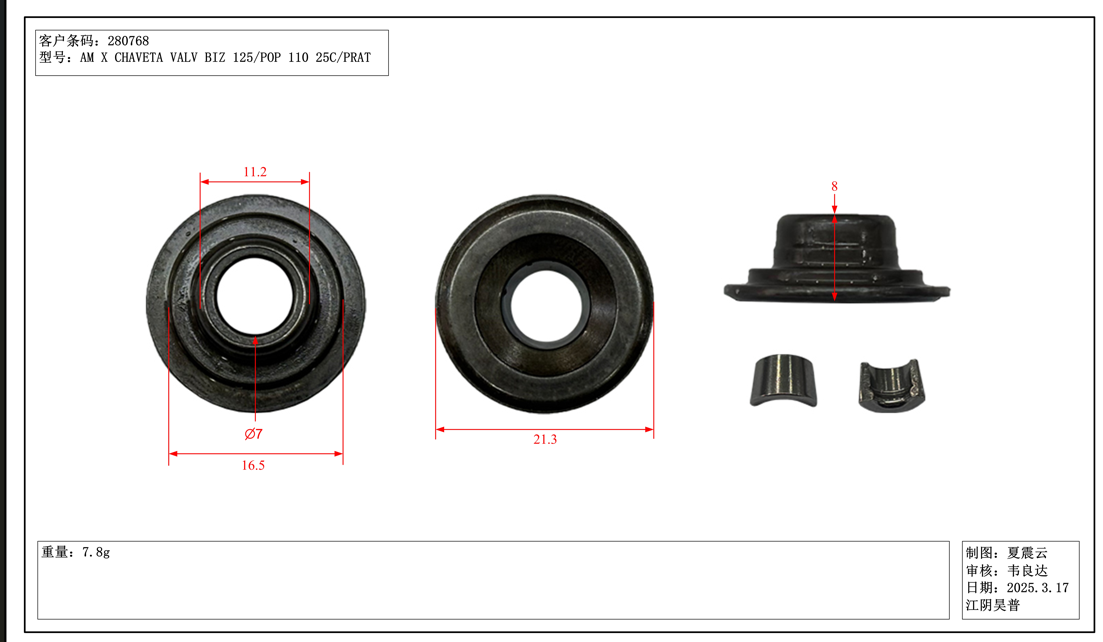 客户条码：280768
型号：AM X CHAVETA VALV BIZ 125/POP 110 25C/PRAT
11.2
8
Ø7
16.5
21.3
重量：7.8g
制图：夏震云
审核：韦良达
日期：2025.3.17
江阴昊普